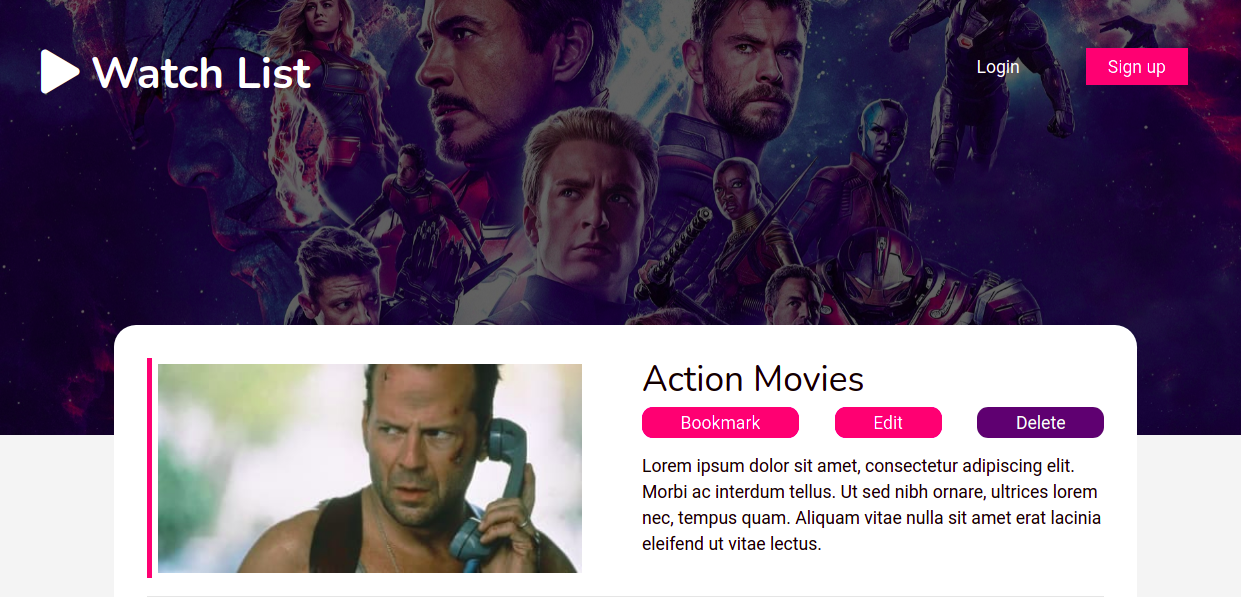 Watch List
Login
Sign up
Action Movies
Bookmark
Edit
Delete
Lorem ipsum dolor sit amet, consectetur adipiscing elit.
Morbi ac interdum tellus. Ut sed nibh ornare, ultrices lorem
nec, tempus quam. Aliquam vitae nulla sit amet erat lacinia
eleifend ut vitae lectus.